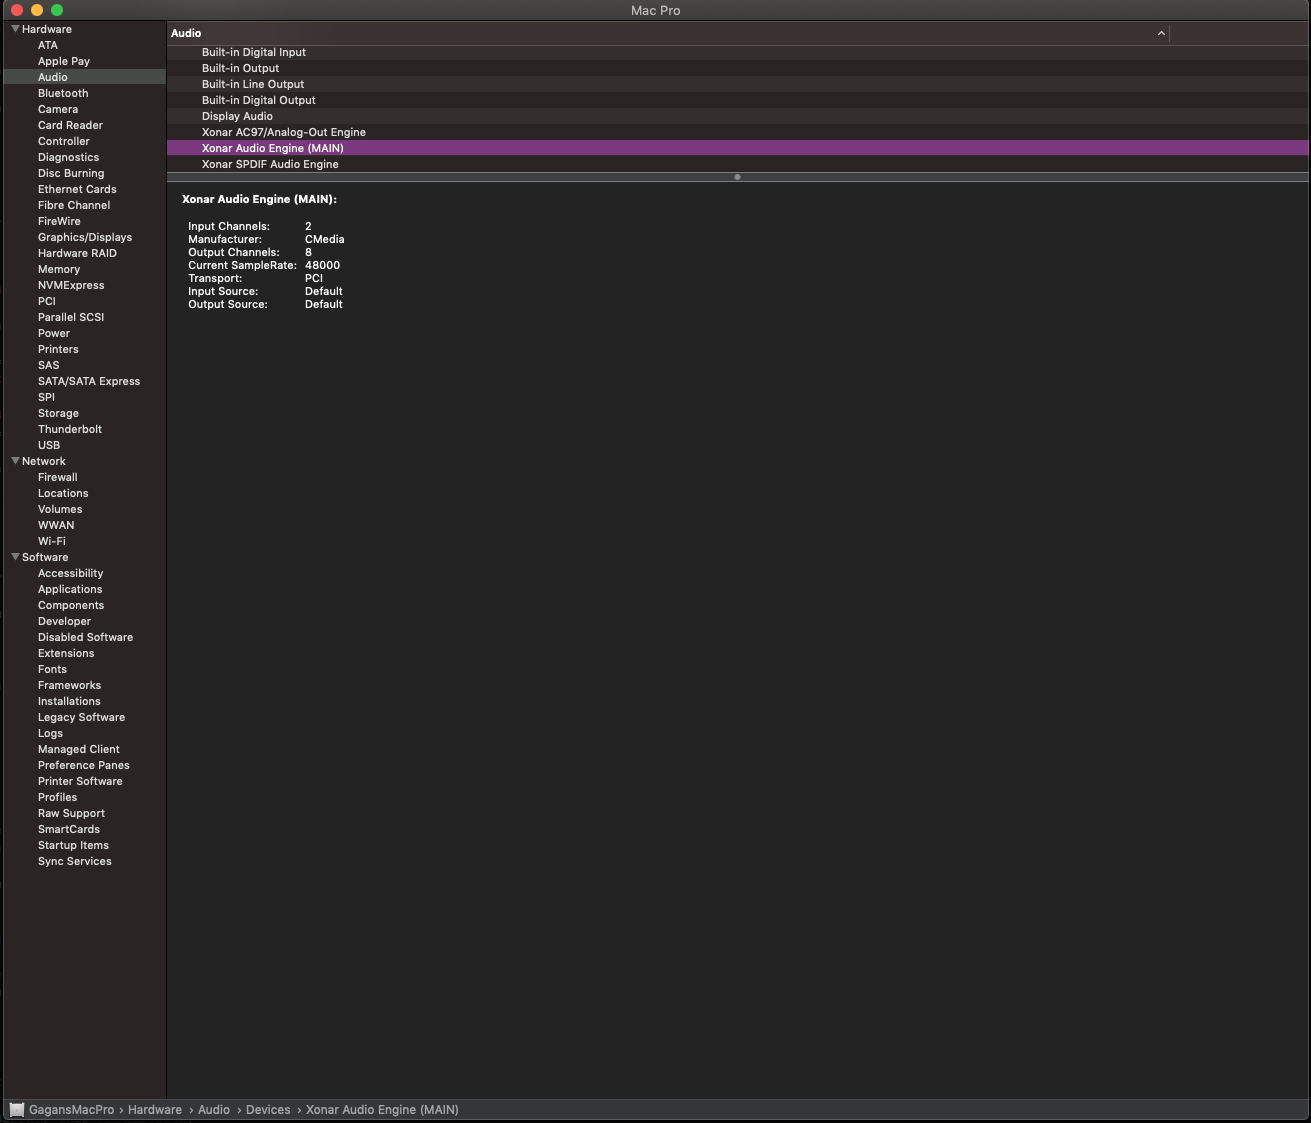 Mac Pro
Hardware
ATA
Apple Pay
Audio
Bluetooth
Camera
Card Reader
Controller
Diagnostics
Disc Burning
Ethernet Cards
Fibre Channel
FireWire
Graphics/Displays
Hardware RAID
Memory
NVMExpress
PCI
Parallel SCSI
Power
Printers
SAS
SATA/SATA Express
SPI
Storage
Thunderbolt
USB
Network
Firewall
Locations
Volumes
WWAN
Wi-Fi
Software
Accessibility
Applications
Components
Developer
Disabled Software
Extensions
Fonts
Frameworks
Installations
Legacy Software
Logs
Managed Client
Preference Panes
Printer Software
Profiles
Raw Support
SmartCards
Startup Items
Sync Services
Audio
Built-in Digital Input
Built-in Output
Built-in Line Output
Built-in Digital Output
Display Audio
Xonar AC97/Analog-Out Engine
Xonar Audio Engine (MAIN)
Xonar SPDIF Audio Engine
Xonar Audio Engine (MAIN):
Input Channels: 2
Manufacturer: CMedia
Output Channels: 8
Current SampleRate: 48000
Transport: PCI
Input Source: Default
Output Source: Default
GagansMacPro › Hardware › Audio › Devices › Xonar Audio Engine (MAIN)